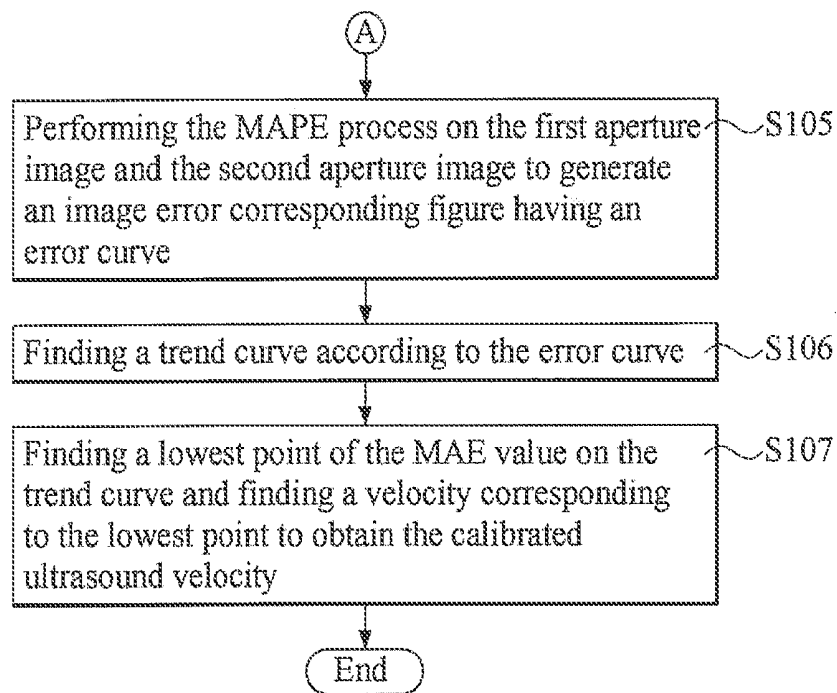 A
Performing the MAPE process on the first aperture
image and the second aperture image to generate
an image error corresponding figure having an
error curve
S105
Finding a trend curve according to the error curve
S106
Finding a lowest point of the MAE value on the
trend curve and finding a velocity corresponding
to the lowest point to obtain the calibrated
ultrasound velocity
S107
End